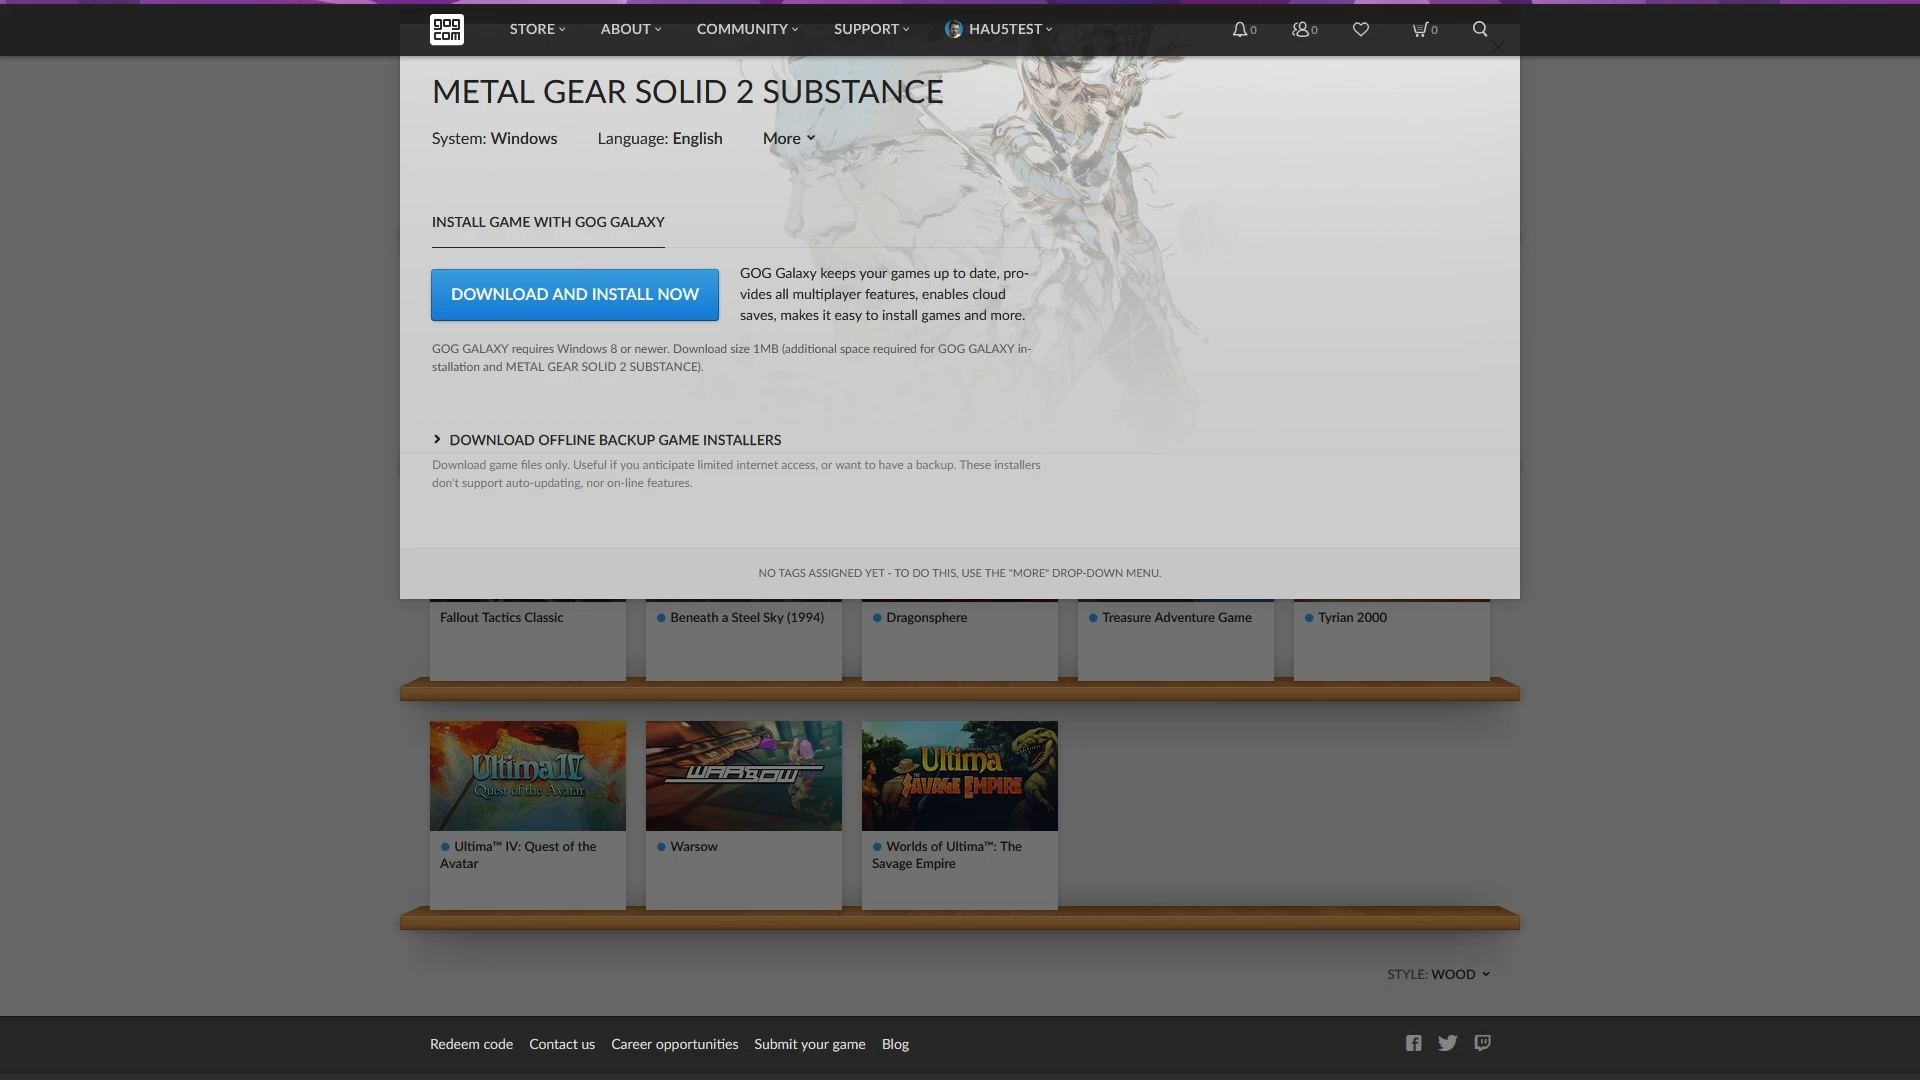 gog
com
STORE
ABOUT
COMMUNITY
SUPPORT
HAU5TEST
0
0
0
METAL GEAR SOLID 2 SUBSTANCE
System: Windows
Language: English
More
INSTALL GAME WITH GOG GALAXY
DOWNLOAD AND INSTALL NOW
GOG Galaxy keeps your games up to date, pro-
vides all multiplayer features, enables cloud
saves, makes it easy to install games and more.
GOG GALAXY requires Windows 8 or newer. Download size 1MB (additional space required for GOG GALAXY in-
stallation and METAL GEAR SOLID 2 SUBSTANCE).
DOWNLOAD OFFLINE BACKUP GAME INSTALLERS
Download game files only. Useful if you anticipate limited internet access, or want to have a backup. These installers
don't support auto-updating, nor on-line features.
NO TAGS ASSIGNED YET - TO DO THIS, USE THE "MORE" DROP-DOWN MENU.
Fallout Tactics Classic
Beneath a Steel Sky (1994)
Dragonsphere
Treasure Adventure Game
Tyrian 2000
Ultima IV
Quest of the Avatar
WARSOW
Ultima
THE
SAVAGE EMPIRE
Ultima™ IV: Quest of the
Avatar
Warsow
Worlds of Ultima™: The
Savage Empire
STYLE: WOOD
Redeem code
Contact us
Career opportunities
Submit your game
Blog